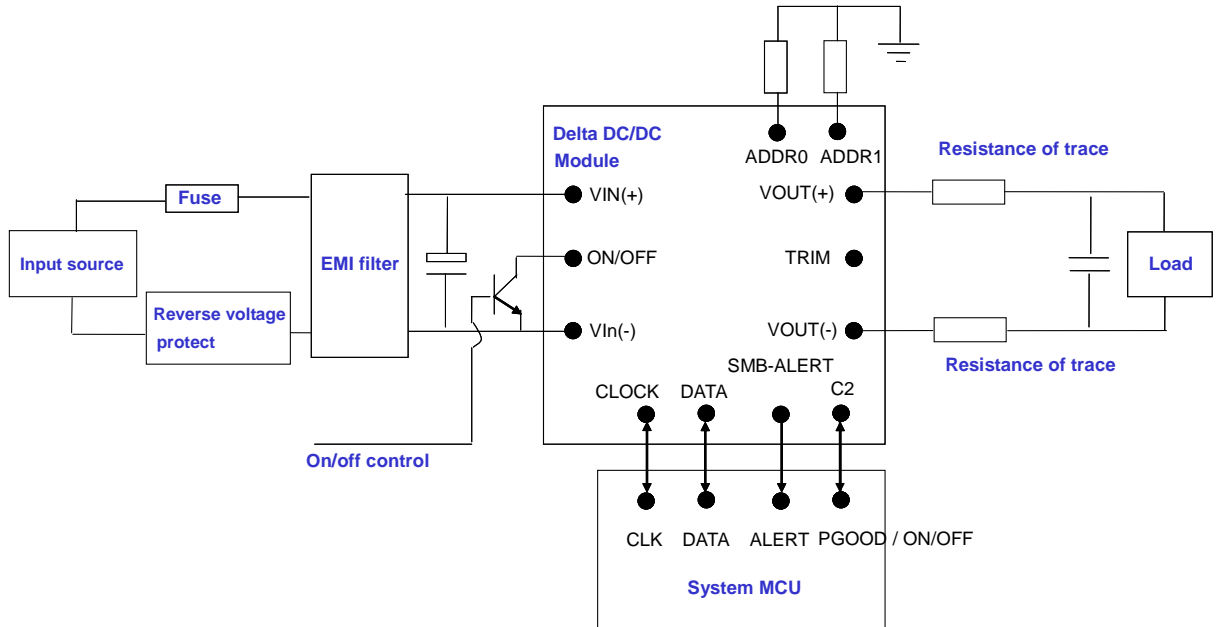 Delta DC/DC
Module
ADDR0 ADDR1
Resistance of trace
Fuse
VIN(+)
VOUT(+)
Input source
EMI filter
ON/OFF
TRIM
Load
Reverse voltage
protect
VIn(-)
VOUT(-)
Resistance of trace
SMB-ALERT
CLOCK DATA C2
On/off control
CLK DATA ALERT PGOOD / ON/OFF
System MCU